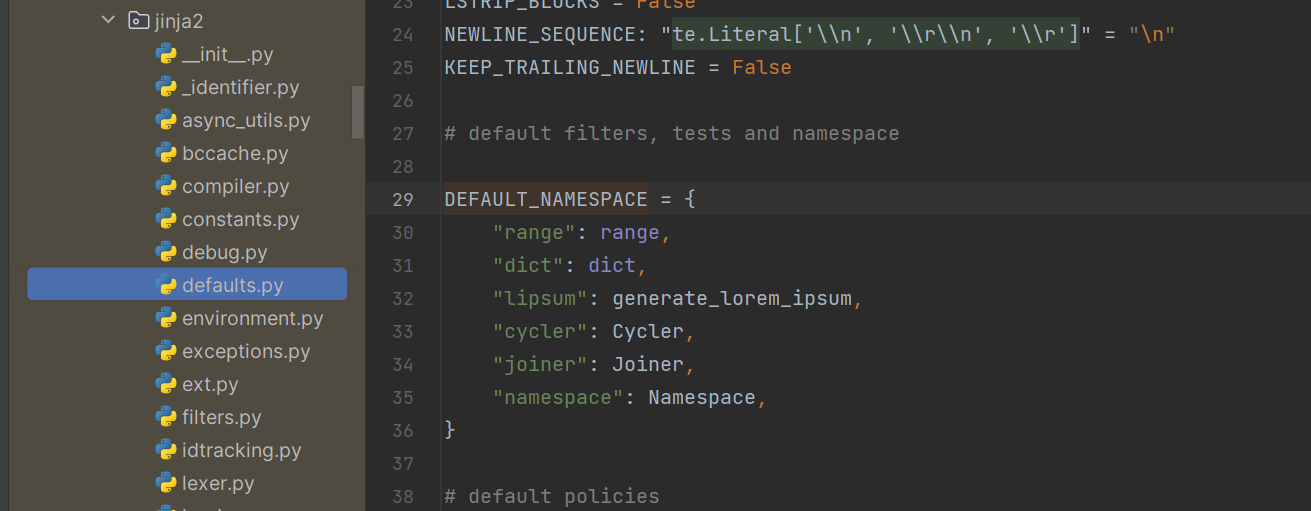 jinja2
__init__.py
_identifier.py
async_utils.py
bccache.py
compiler.py
constants.py
debug.py
defaults.py
environment.py
exceptions.py
ext.py
filters.py
idtracking.py
lexer.py
23 LSTRIP_BLOCKS = False
24 NEWLINE_SEQUENCE: "te.Literal['\\n', '\\r\\n', '\\r']" = "\n"
25 KEEP_TRAILING_NEWLINE = False
26
27 # default filters, tests and namespace
28
29 DEFAULT_NAMESPACE = {
30     "range": range,
31     "dict": dict,
32     "lipsum": generate_lorem_ipsum,
33     "cycler": Cycler,
34     "joiner": Joiner,
35     "namespace": Namespace,
36 }
37
38 # default policies